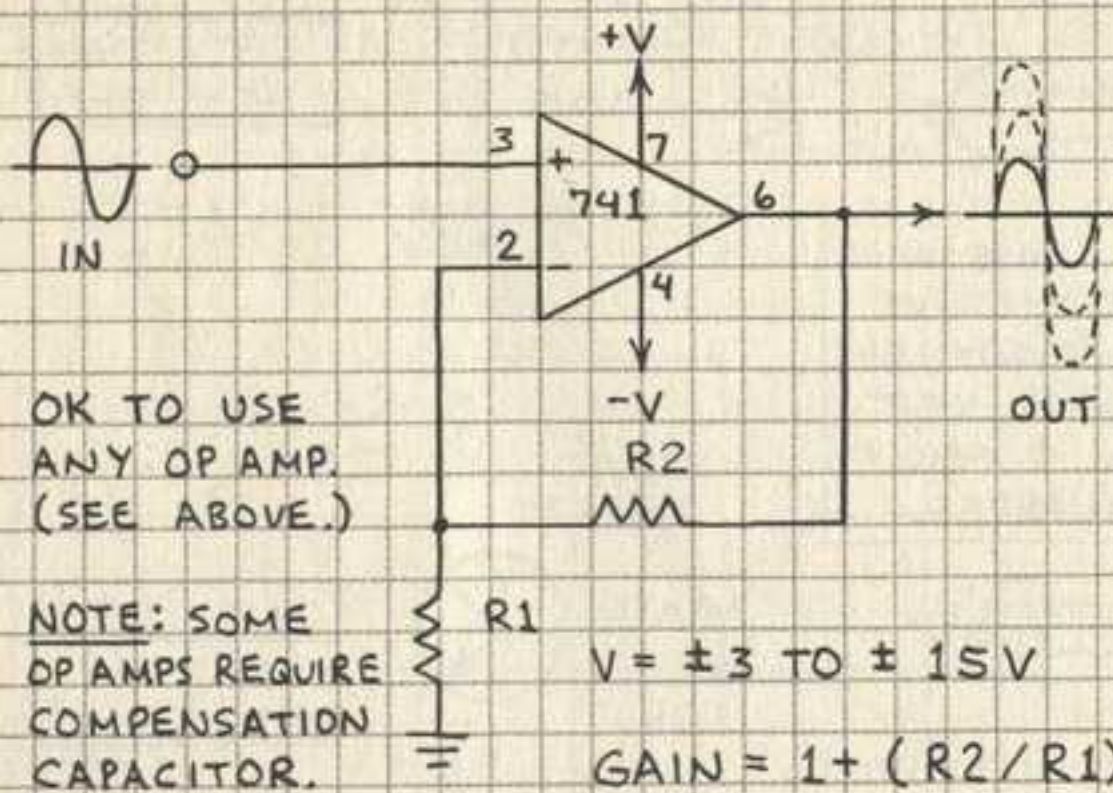 +V
3
+
7
741
6
IN
2
-
4
-V
OUT
OK TO USE
ANY OP AMP.
(SEE ABOVE.)
R2
NOTE: SOME
OP AMPS REQUIRE
COMPENSATION
CAPACITOR.
R1
V = ±3 TO ± 15 V
GAIN = 1+ (R2/R1)